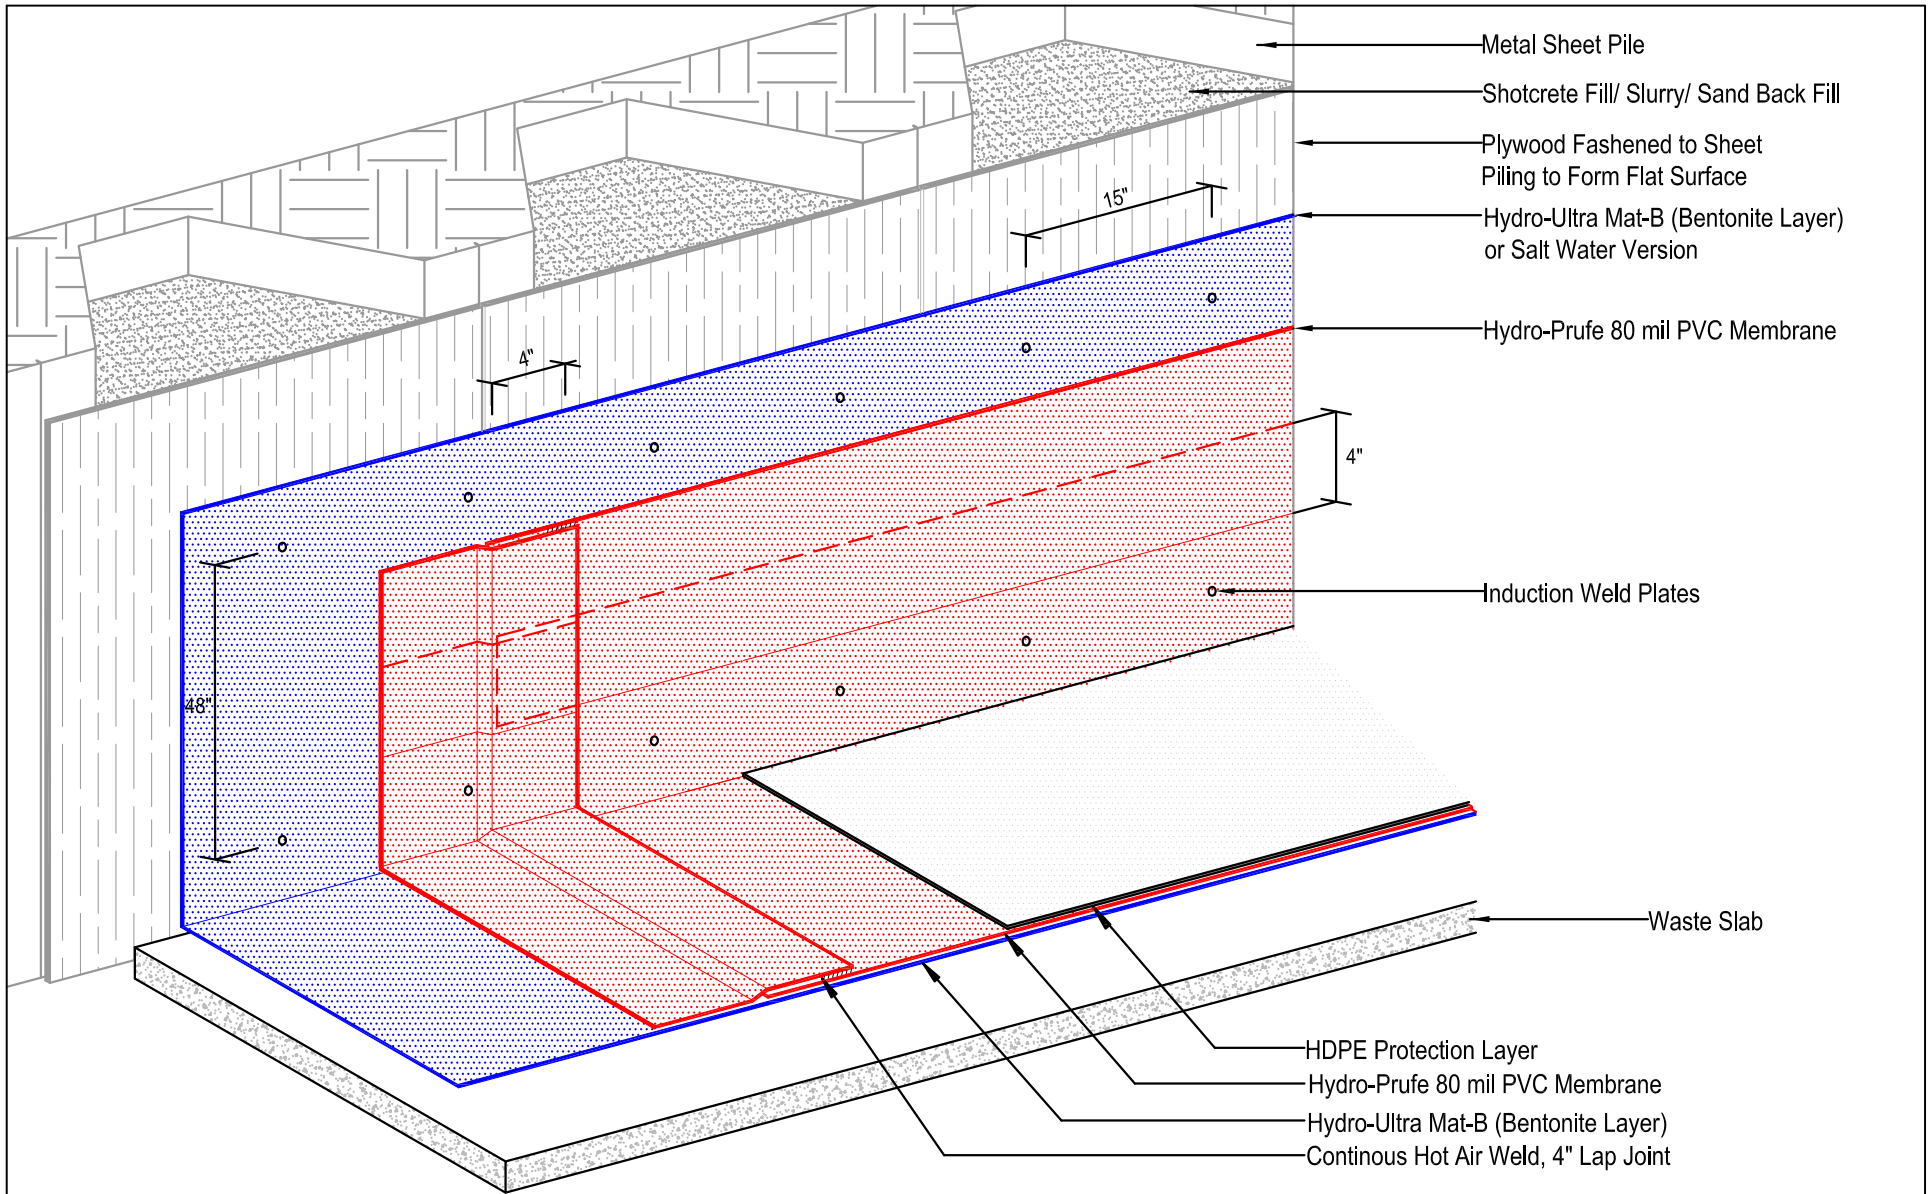 Metal Sheet Pile
Shotcrete Fill/ Slurry/ Sand Back Fill
Plywood Fashened to Sheet
Piling to Form Flat Surface
15"
Hydro-Ultra Mat-B (Bentonite Layer)
or Salt Water Version
Hydro-Prufe 80 mil PVC Membrane
4"
4"
Induction Weld Plates
48"
Waste Slab
HDPE Protection Layer
Hydro-Prufe 80 mil PVC Membrane
Hydro-Ultra Mat-B (Bentonite Layer)
Continous Hot Air Weld, 4" Lap Joint